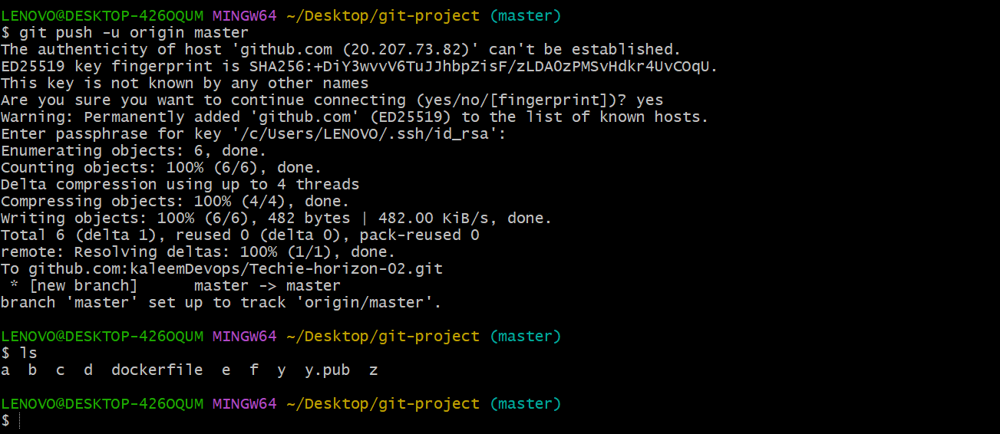 LENOVO@DESKTOP-426OQUM MINGW64 ~/Desktop/git-project (master)
$ git push -u origin master
The authenticity of host 'github.com (20.207.73.82)' can't be established.
ED25519 key fingerprint is SHA256:+DiY3wvvV6TuJJhbpZisF/zLDA0zPMSvHdkr4UvCOqU.
This key is not known by any other names
Are you sure you want to continue connecting (yes/no/[fingerprint])? yes
Warning: Permanently added 'github.com' (ED25519) to the list of known hosts.
Enter passphrase for key '/c/Users/LENOVO/.ssh/id_rsa':
Enumerating objects: 6, done.
Counting objects: 100% (6/6), done.
Delta compression using up to 4 threads
Compressing objects: 100% (4/4), done.
Writing objects: 100% (6/6), 482 bytes | 482.00 KiB/s, done.
Total 6 (delta 1), reused 0 (delta 0), pack-reused 0
remote: Resolving deltas: 100% (1/1), done.
To github.com:kaleemDevops/Techie-horizon-02.git
 * [new branch]      master -> master
branch 'master' set up to track 'origin/master'.
LENOVO@DESKTOP-426OQUM MINGW64 ~/Desktop/git-project (master)
$ ls
a  b  c  d  dockerfile  e  f  y  y.pub  z
LENOVO@DESKTOP-426OQUM MINGW64 ~/Desktop/git-project (master)
$